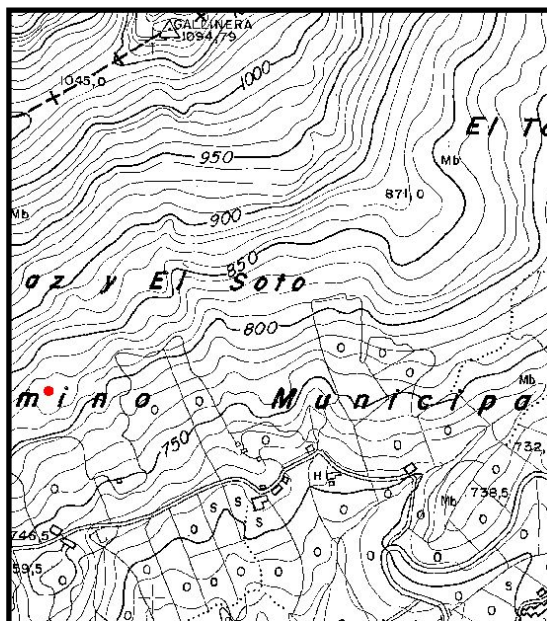 GALLINERA
1094,79
1045,0
1000
El To
950
Mb
871,0
Mb
900
850
az y El Soto
800
Mb
mino Municipa
750
732,
H
S
S
S
Mb
738,5
746,5
59,5
S